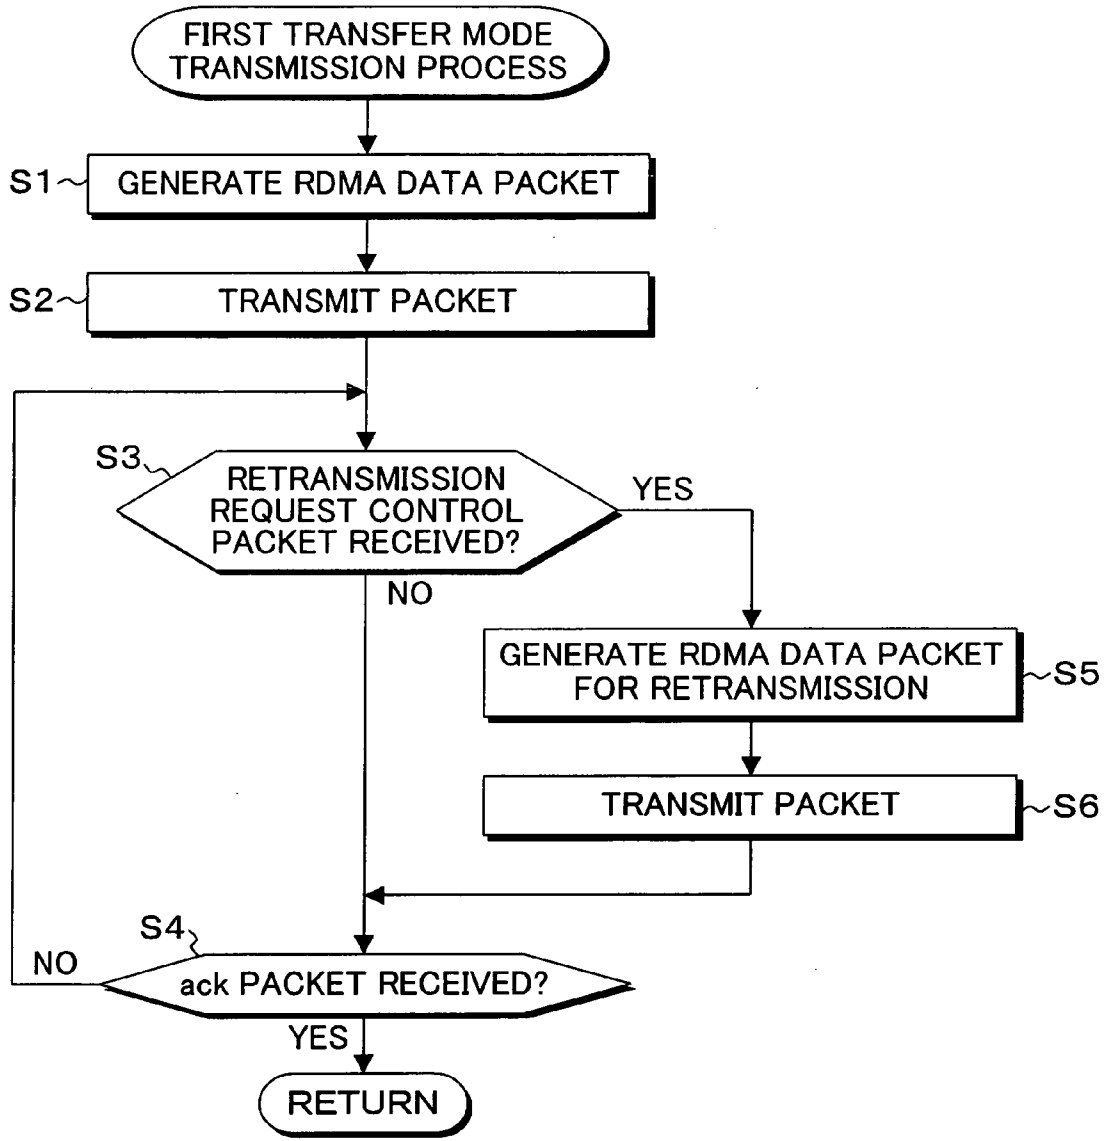 FIRST TRANSFER MODE
TRANSMISSION PROCESS
S1
GENERATE RDMA DATA PACKET
S2
TRANSMIT PACKET
S3
RETRANSMISSION
REQUEST CONTROL
PACKET RECEIVED?
YES
NO
GENERATE RDMA DATA PACKET
FOR RETRANSMISSION
S5
TRANSMIT PACKET
S6
S4
NO
ack PACKET RECEIVED?
YES
RETURN